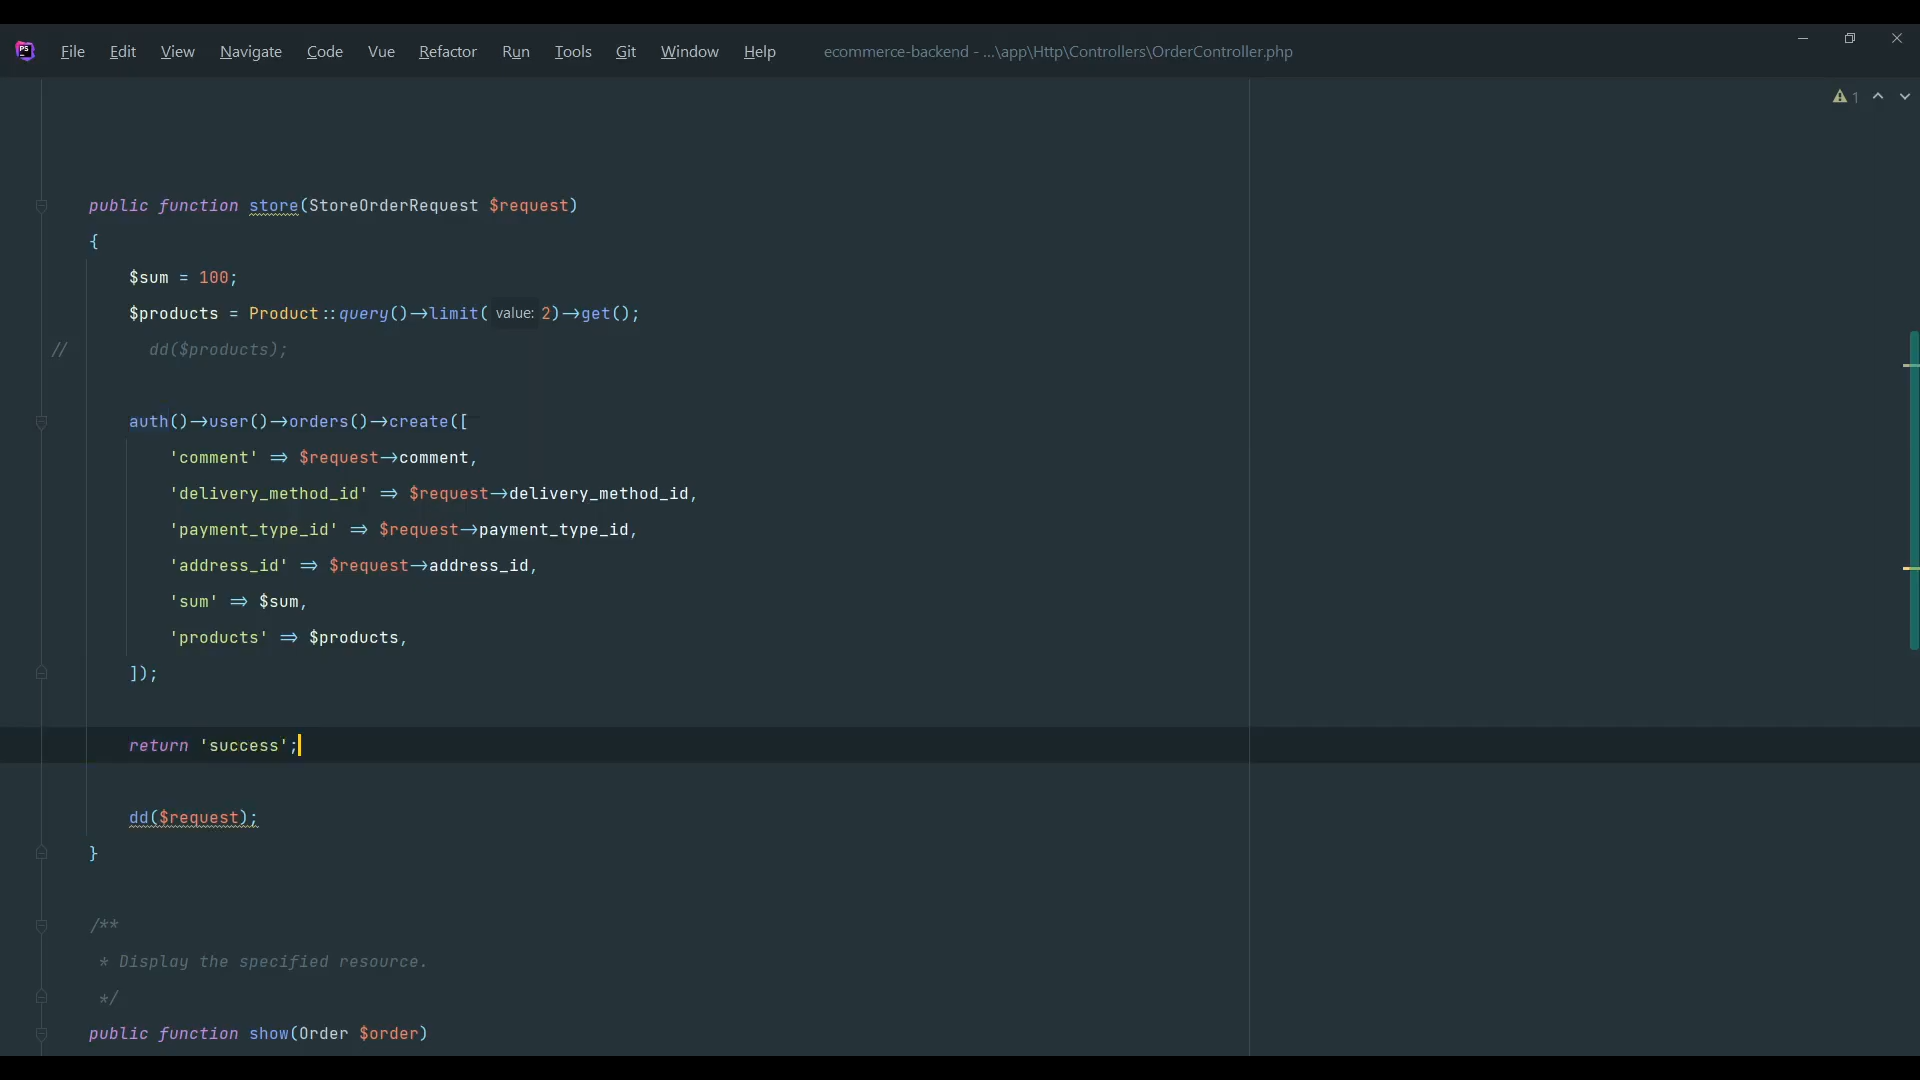 PS File Edit View Navigate Code Vue Refactor Run Tools Git Window Help ecommerce-backend - ...\app\Http\Controllers\OrderController.php
1
public function store(StoreOrderRequest $request)
{
$sum = 100;
$products = Product::query()->limit( value: 2)->get();
// dd($products);
auth()->user()->orders()->create([
'comment' => $request->comment,
'delivery_method_id' => $request->delivery_method_id,
'payment_type_id' => $request->payment_type_id,
'address_id' => $request->address_id,
'sum' => $sum,
'products' => $products,
]);
return 'success';
dd($request);
}
/**
* Display the specified resource.
*/
public function show(Order $order)